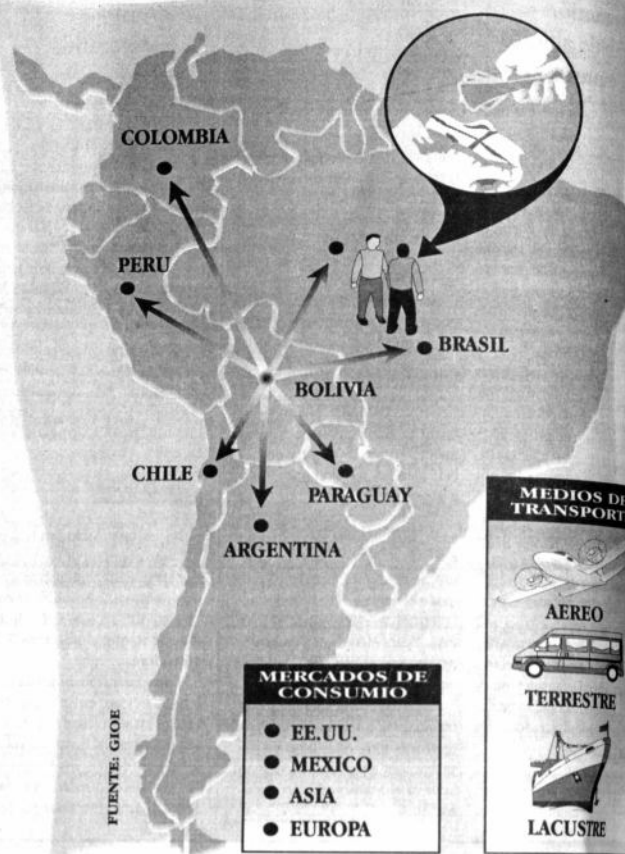 COLOMBIA
PERU
BRASIL
BOLIVIA
CHILE
PARAGUAY
ARGENTINA
MEDIOS DE
TRANSPORT
AEREO
TERRESTRE
LACUSTRE
MERCADOS DE
CONSUMIO
EE.UU.
MEXICO
ASIA
EUROPA
FUENTE: GIOE